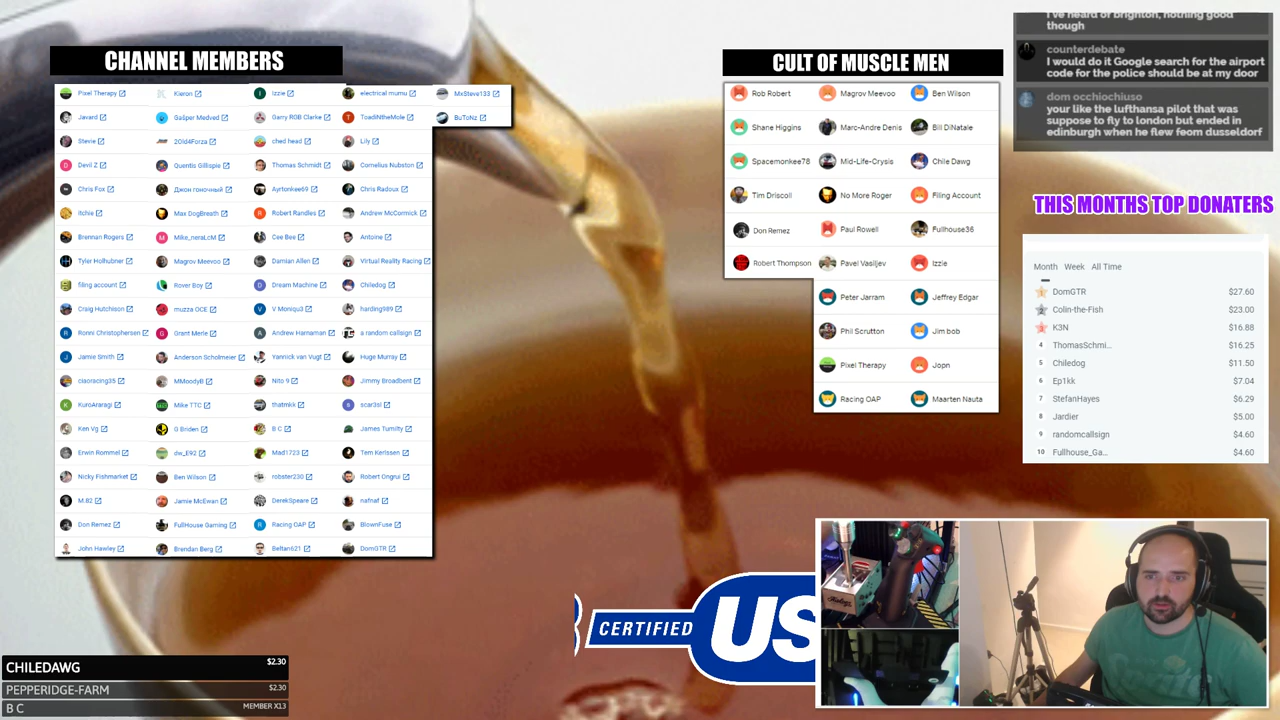 CHANNEL MEMBERS
Pixel Therapy
Kieron
Izzie
electrical mumu
MxSteve133
Javard
Gašper Medved
Garry RGB Clarke
ToadiNtheMole
BuToNz
Stevie
2Old4Forza
ched head
Lily
Devil Z
Quentis Gillispie
Thomas Schmidt
Cornelius Nubston
Chris Fox
Джон гоночный
Ayrtonkee69
Chris Radoux
itchie
Max DogBreath
Robert Randles
Andrew McCormick
Brennan Rogers
Mike_neraLcM
Cee Bee
Antoine
Tyler Holhubner
Magrov Meevoo
Damian Allen
Virtual Reality Racing
filing account
Rover Boy
Dream Machine
Chiledog
Craig Hutchison
muzza OCE
V Moniqu3
harding989
Ronni Christophersen
Grant Merle
Andrew Harnaman
a random callsign
Jamie Smith
Anderson Scholmeier
Yannick van Vugt
Huge Murray
ciaoracing35
MMoodyB
Nito 9
Jimmy Broadbent
KuroAraragi
Mike TTC
thatmkk
scar3sl
Ken Vg
G Briden
B C
James Tumilty
Erwin Rommel
dw_E92
Mad1723
Tem Kerissen
Nicky Fishmarket
Ben Wilson
robster230
Robert Ongrui
M.82
Jamie McEwan
DerekSpeare
nafnaf
Don Remez
FullHouse Gaming
Racing OAP
BlownFuse
John Hawley
Brendan Berg
Beltan621
DomGTR
CULT OF MUSCLE MEN
Rob Robert
Magrov Meevoo
Ben Wilson
Shane Higgins
Marc-Andre Denis
Bill DiNatale
Spacemonkee78
Mid-Life-Crysis
Chile Dawg
Tim Driscoll
No More Roger
Filing Account
Don Remez
Paul Rowell
Fullhouse36
Robert Thompson
Pavel Vasiljev
Izzie
Peter Jarram
Jeffrey Edgar
Phil Scrutton
Jim bob
Pixel Therapy
Jopn
Racing OAP
Maarten Nauta
I've heard of brighton, nothing good
though
counterdebate
I would do it Google search for the airport
code for the police should be at my door
dom occhiochiuso
your like the lufthansa pilot that was
suppose to fly to london but ended in
edinburgh when he flew feom dusseldorf
THIS MONTHS TOP DONATERS
Month Week All Time
1 DomGTR $27.60
2 Colin-the-Fish $23.00
3 K3N $16.88
4 ThomasSchmi... $16.25
5 Chiledog $11.50
6 Ep1kk $7.04
7 StefanHayes $6.29
8 Jardier $5.00
9 randomcallsign $4.60
10 Fullhouse_Ga... $4.60
CERTIFIED US
CHILEDAWG $2.30
PEPPERIDGE-FARM $2.30
B C MEMBER X13